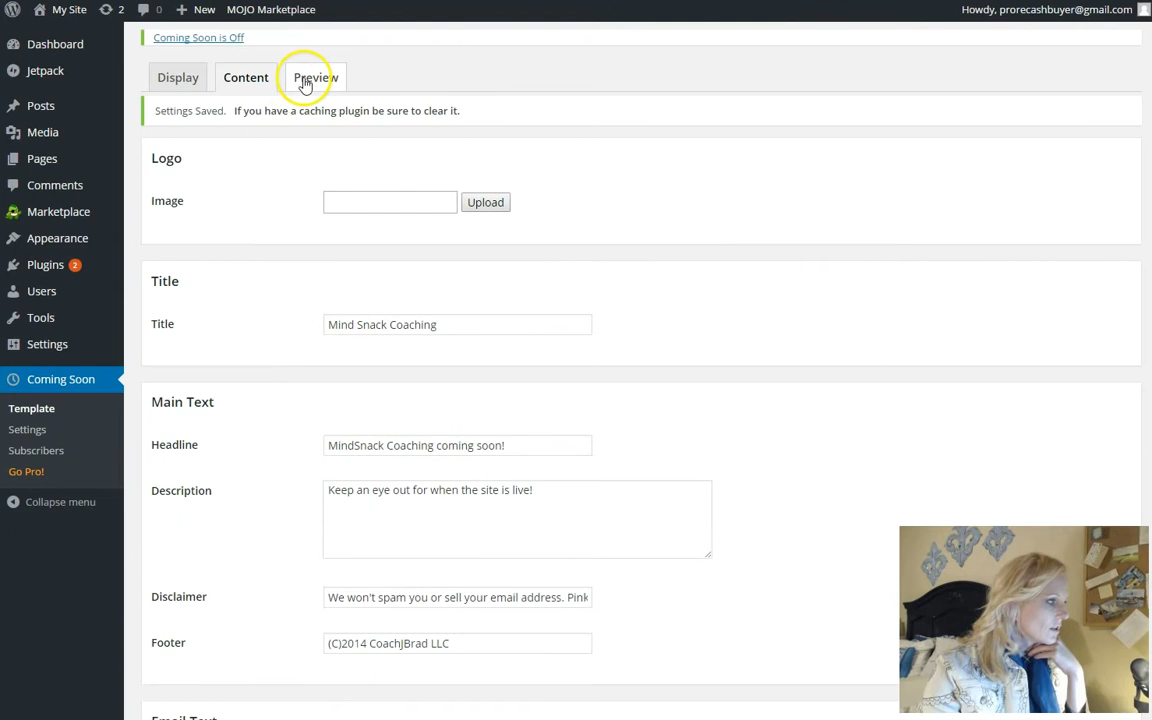 My Site 2 0 New MOJO Marketplace Howdy, prorecashbuyer@gmail.com
Coming Soon is Off
Dashboard
Jetpack
Posts
Media
Pages
Comments
Marketplace
Appearance
Plugins 2
Users
Tools
Settings
Coming Soon
Template
Settings
Subscribers
Go Pro!
Collapse menu
Display Content Preview
Settings Saved. If you have a caching plugin be sure to clear it.
Logo
Image Upload
Title
Title Mind Snack Coaching
Main Text
Headline MindSnack Coaching coming soon!
Description Keep an eye out for when the site is live!
Disclaimer We won't spam you or sell your email address. Pink
Footer (C)2014 CoachJBrad LLC
Email Text